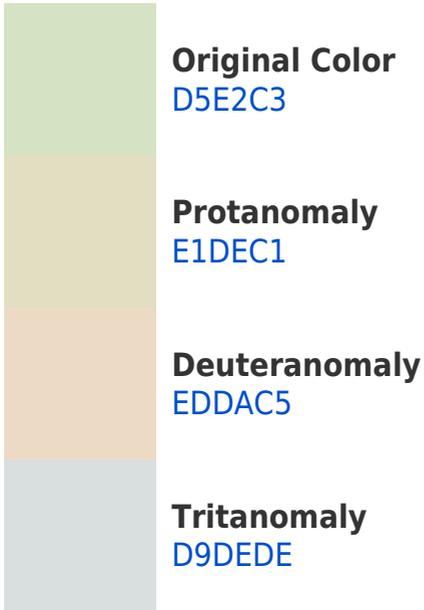 Original Color
D5E2C3
Protanomaly
E1DEC1
Deuteranomaly
EDDAC5
Tritanomaly
D9DEDE